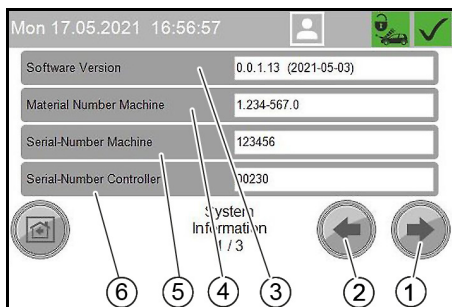 Mon 17.05.2021 16:56:57
Software Version 0.0.1.13 (2021-05-03)
Material Number Machine 1.234-567.0
Serial-Number Machine 123456
Serial-Number Controller 00230
System
Information
1 / 3
6 5 4 3 2 1